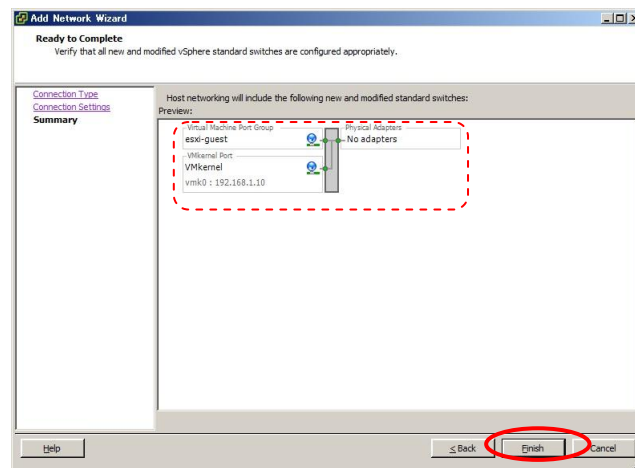 Add Network Wizard
Ready to Complete
Verify that all new and modified vSphere standard switches are configured appropriately.
Connection Type
Connection Settings
Summary
Host networking will include the following new and modified standard switches:
Preview:
Virtual Machine Port Group
Physical Adapters
esxi-guest
No adapters
VMkernel Port
VMkernel
vmk0 : 192.168.1.10
Help
< Back
Finish
Cancel